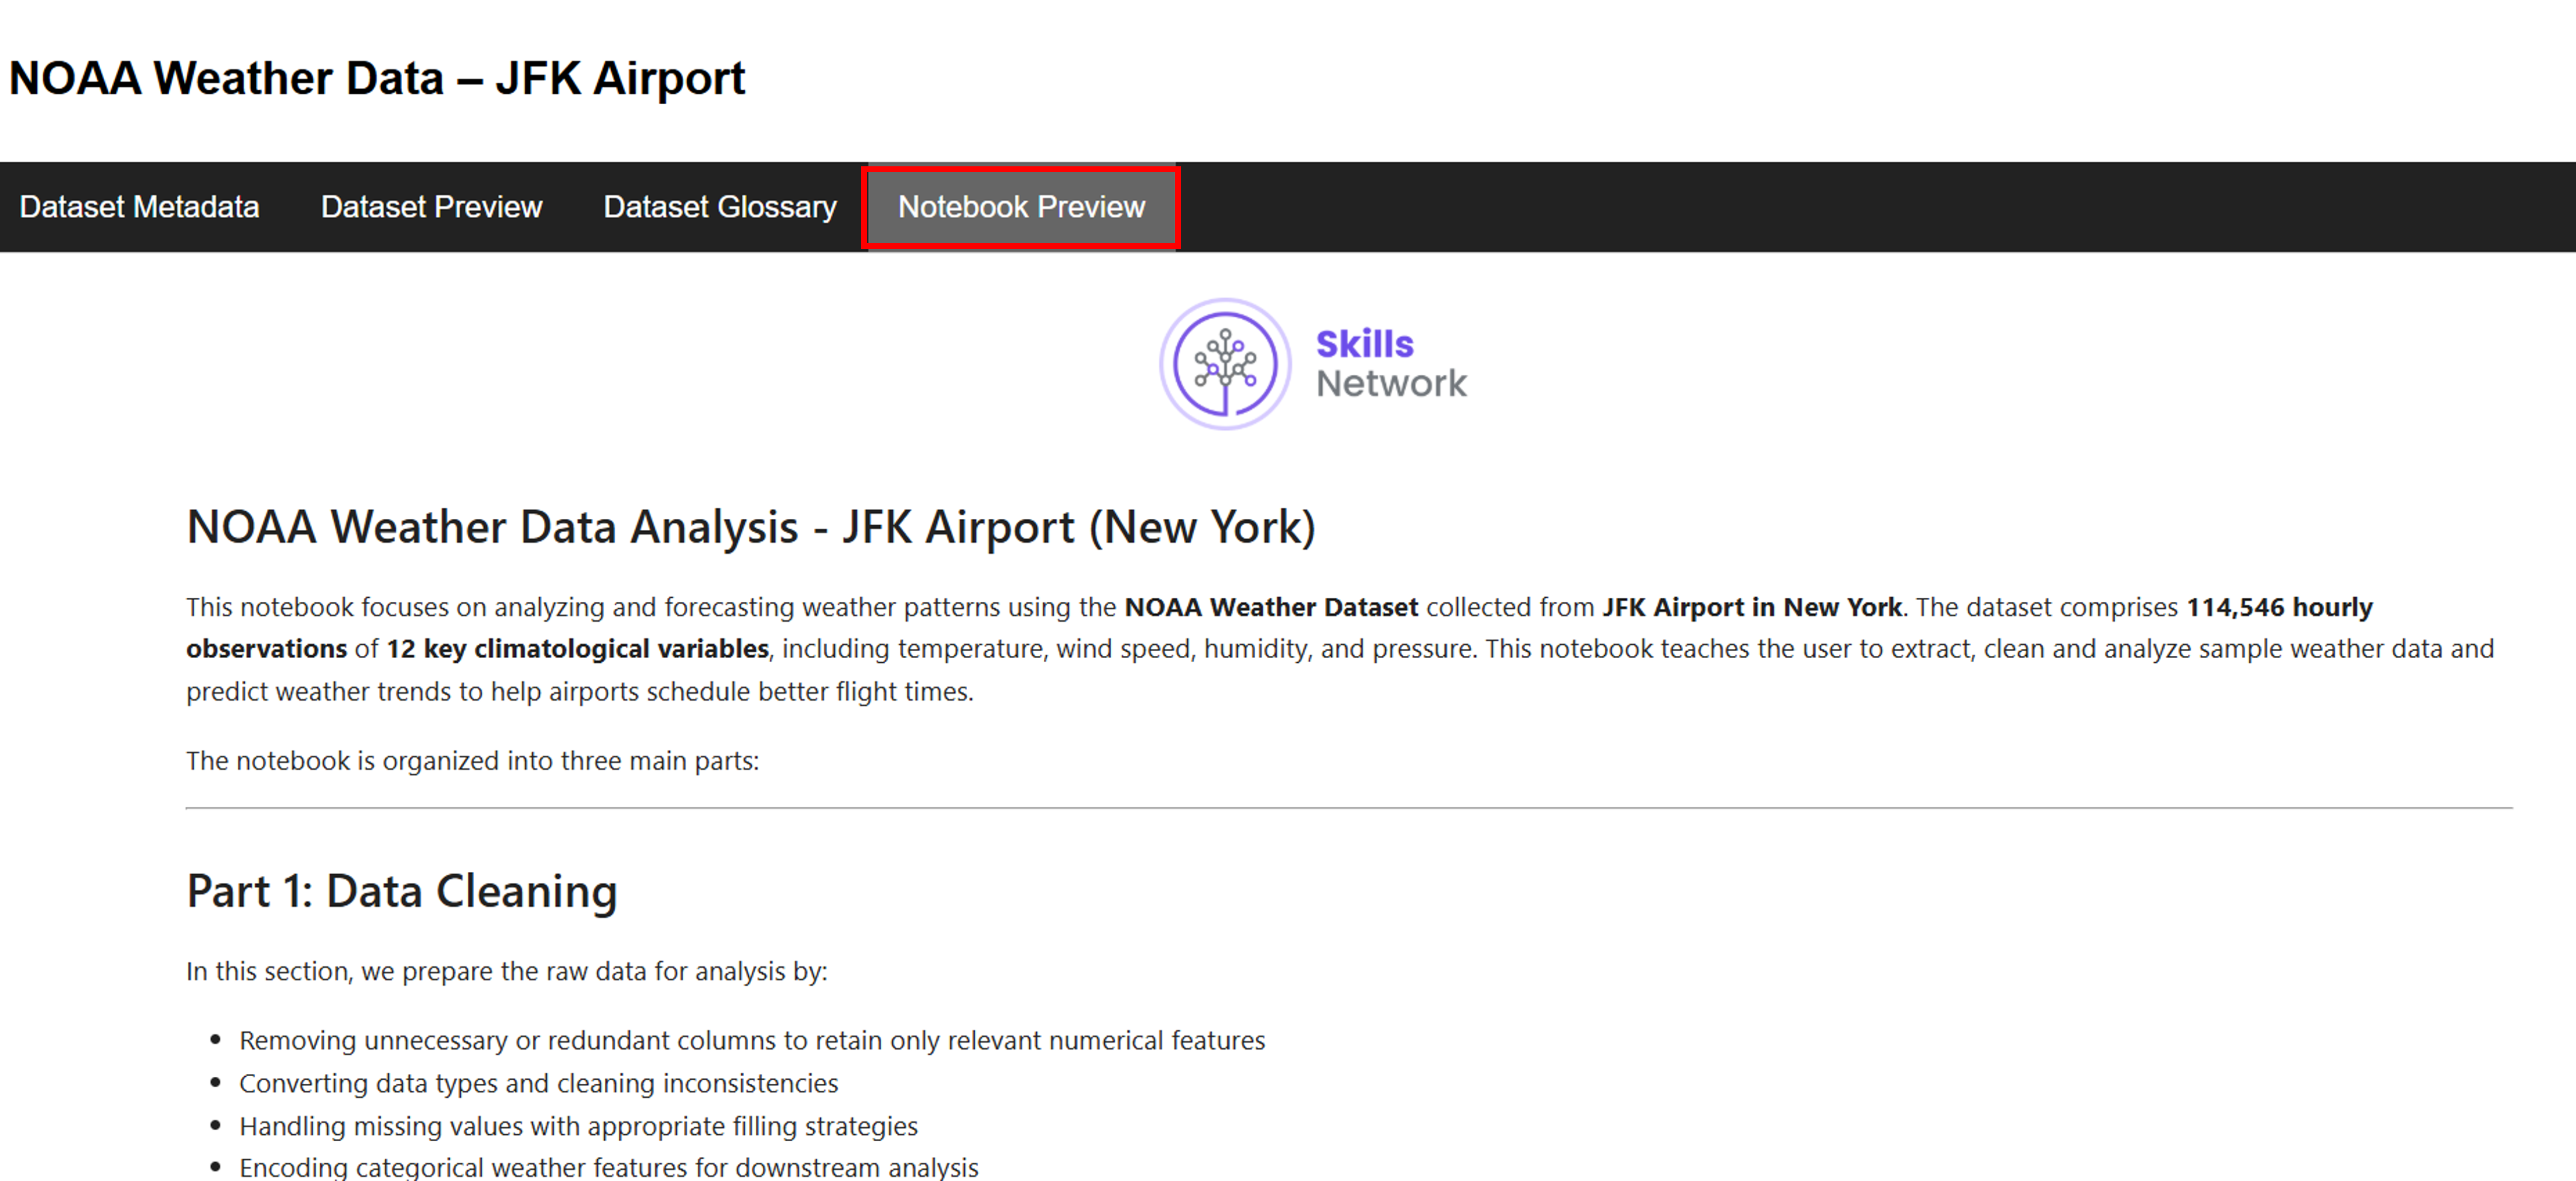 NOAA Weather Data – JFK Airport
Dataset Metadata Dataset Preview Dataset Glossary Notebook Preview
Skills
Network
NOAA Weather Data Analysis - JFK Airport (New York)
This notebook focuses on analyzing and forecasting weather patterns using the NOAA Weather Dataset collected from JFK Airport in New York. The dataset comprises 114,546 hourly
observations of 12 key climatological variables, including temperature, wind speed, humidity, and pressure. This notebook teaches the user to extract, clean and analyze sample weather data and
predict weather trends to help airports schedule better flight times.
The notebook is organized into three main parts:
Part 1: Data Cleaning
In this section, we prepare the raw data for analysis by:
• Removing unnecessary or redundant columns to retain only relevant numerical features
• Converting data types and cleaning inconsistencies
• Handling missing values with appropriate filling strategies
• Encoding categorical weather features for downstream analysis